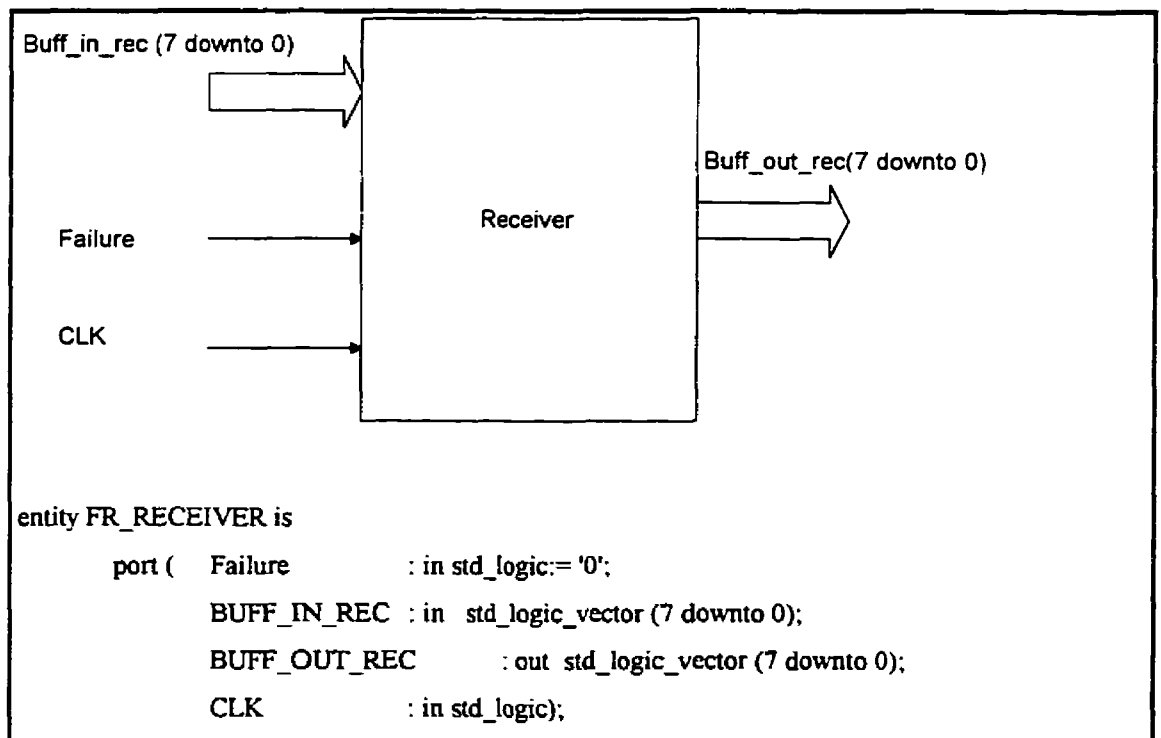 Buff_in_rec (7 downto 0)
Buff_out_rec(7 downto 0)
Receiver
Failure
CLK
entity FR_RECEIVER is
port ( Failure : in std_logic:= '0';
BUFF_IN_REC : in std_logic_vector (7 downto 0);
BUFF_OUT_REC : out std_logic_vector (7 downto 0);
CLK : in std_logic);